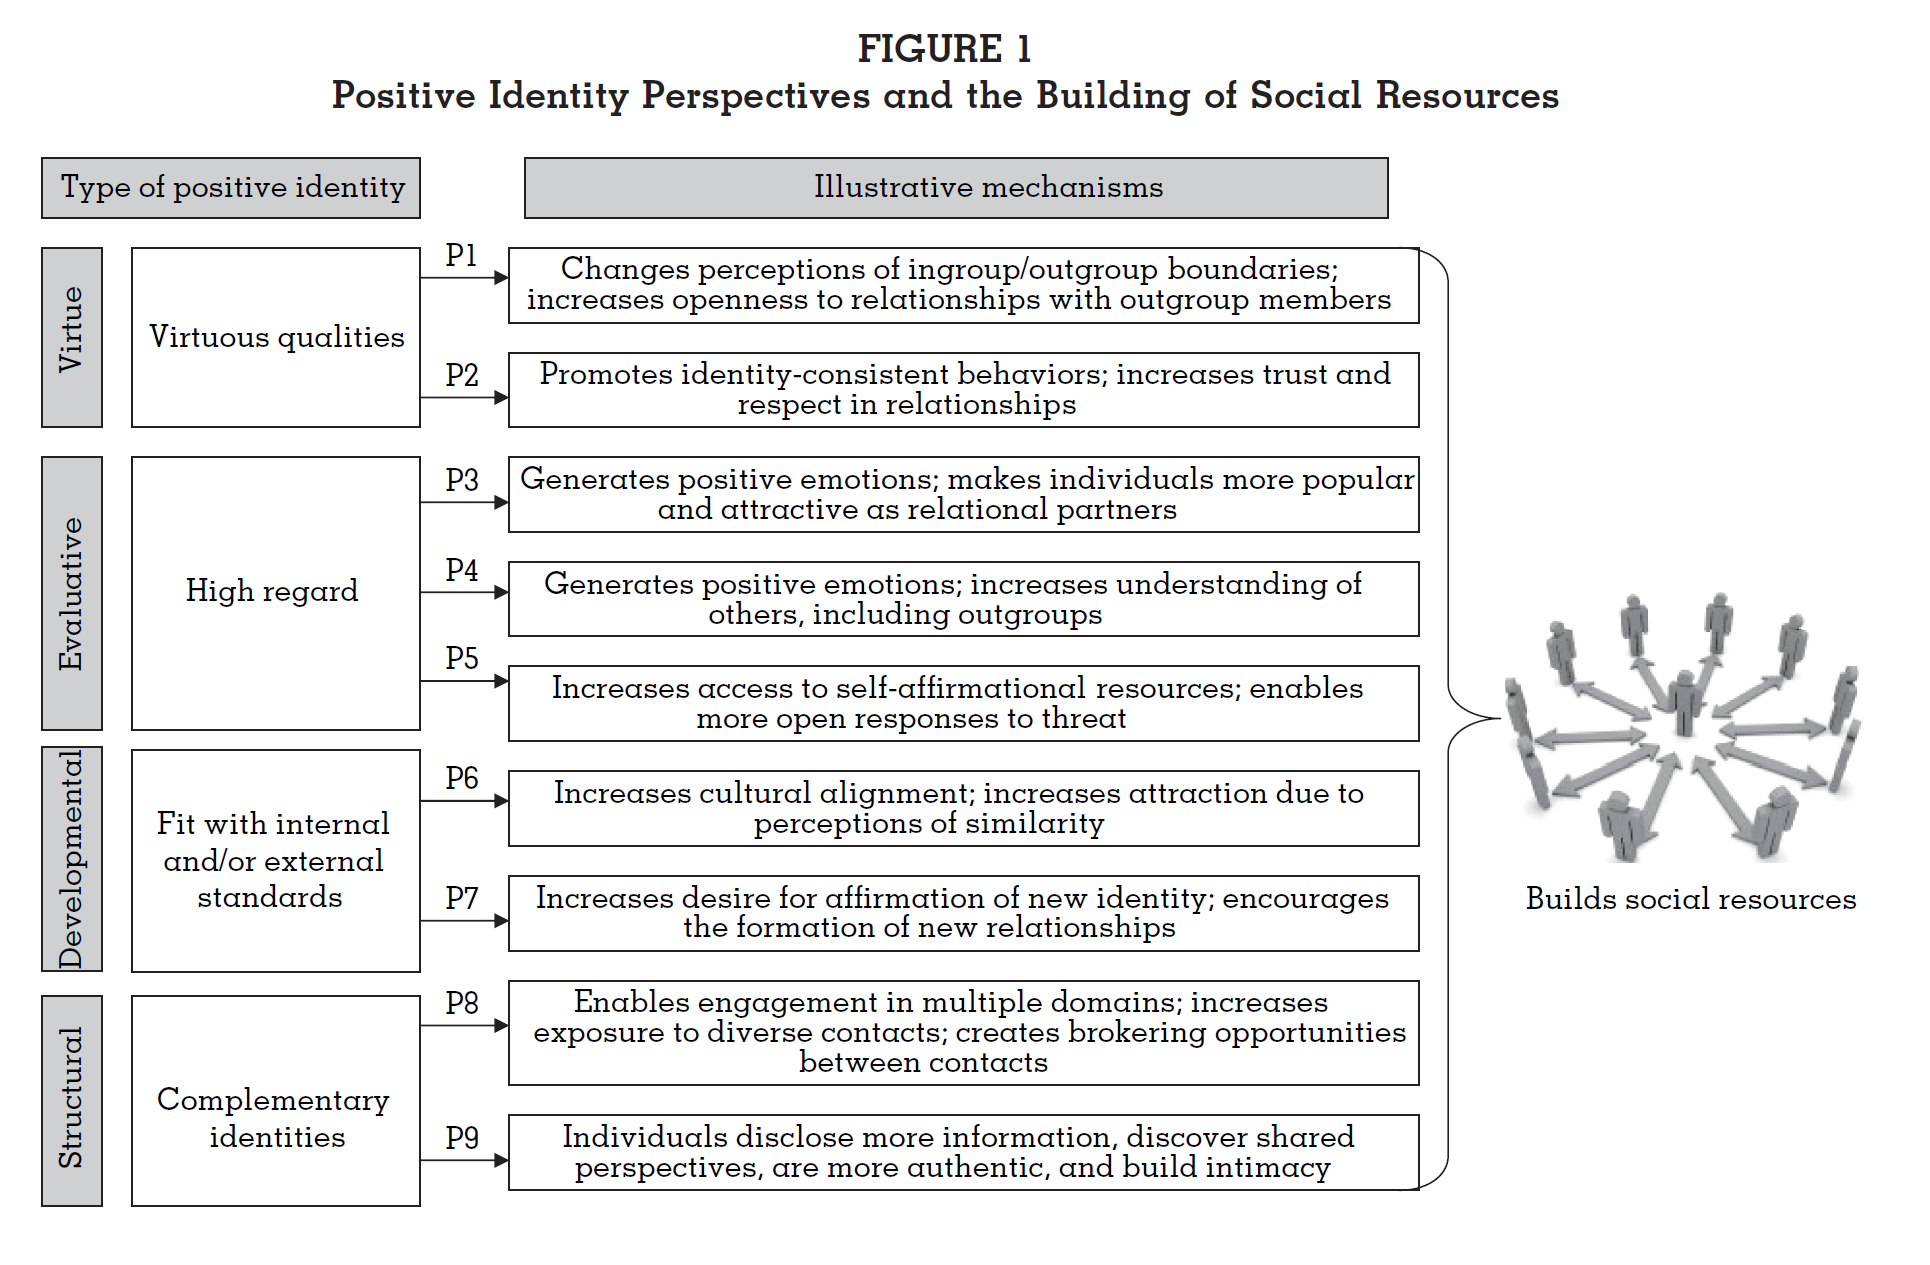 FIGURE 1
Positive Identity Perspectives and the Building of Social Resources
Type of positive identity
Illustrative mechanisms
Virtue
Virtuous qualities
P1
Changes perceptions of ingroup/outgroup boundaries;
increases openness to relationships with outgroup members
P2
Promotes identity-consistent behaviors; increases trust and
respect in relationships
Evaluative
High regard
P3
Generates positive emotions; makes individuals more popular
and attractive as relational partners
P4
Generates positive emotions; increases understanding of
others, including outgroups
P5
Increases access to self-affirmational resources; enables
more open responses to threat
Developmental
Fit with internal
and/or external
standards
P6
Increases cultural alignment; increases attraction due to
perceptions of similarity
P7
Increases desire for affirmation of new identity; encourages
the formation of new relationships
Structural
Complementary
identities
P8
Enables engagement in multiple domains; increases
exposure to diverse contacts; creates brokering opportunities
between contacts
P9
Individuals disclose more information, discover shared
perspectives, are more authentic, and build intimacy
Builds social resources